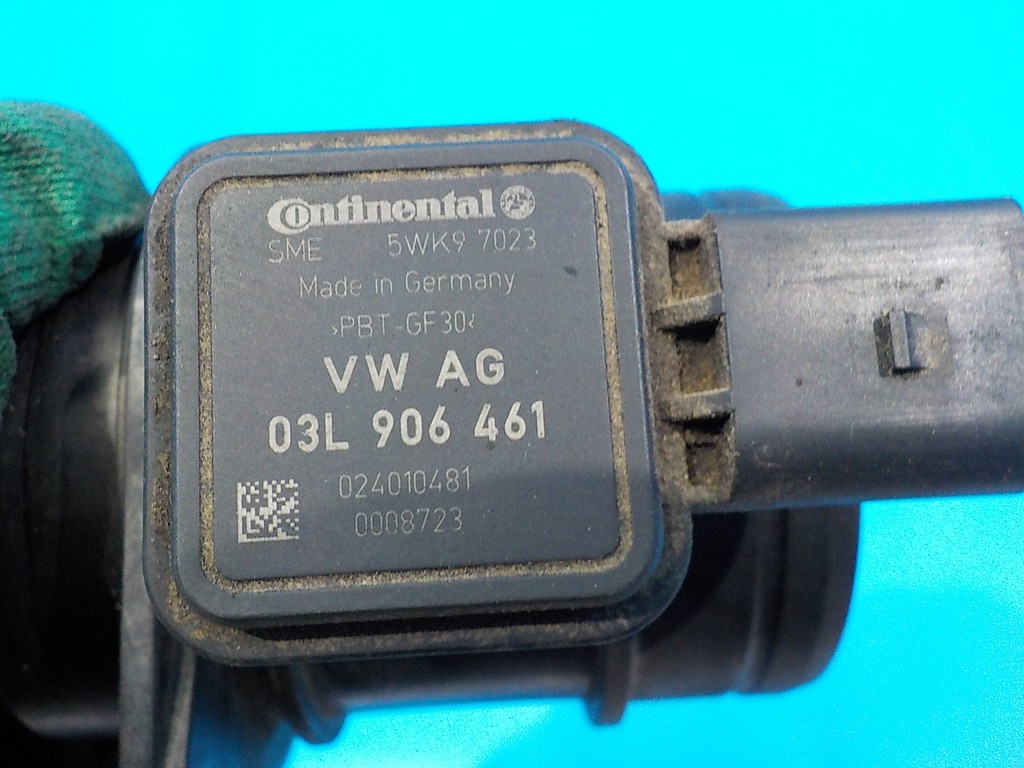 Continental
SME 5WK9 7023
Made in Germany
>PBT-GF30<
VW AG
03L 906 461
024010481
0008723